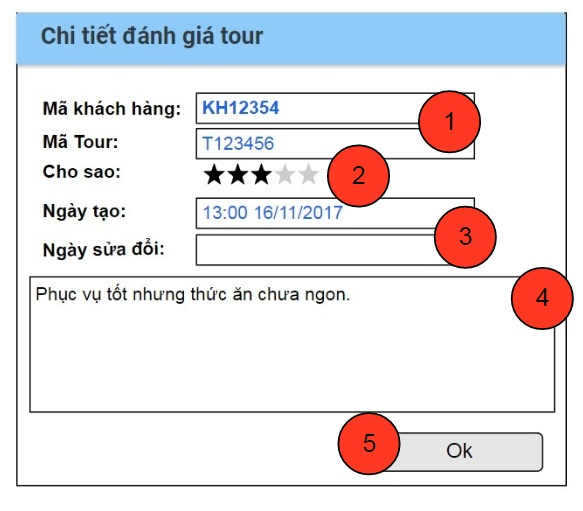 Chi tiết đánh giá tour
Mã khách hàng: KH12354
1
Mã Tour: T123456
Cho sao: 2
Ngày tạo: 13:00 16/11/2017
3
Ngày sửa đổi:
Phục vụ tốt nhưng thức ăn chưa ngon. 4
5 Ok